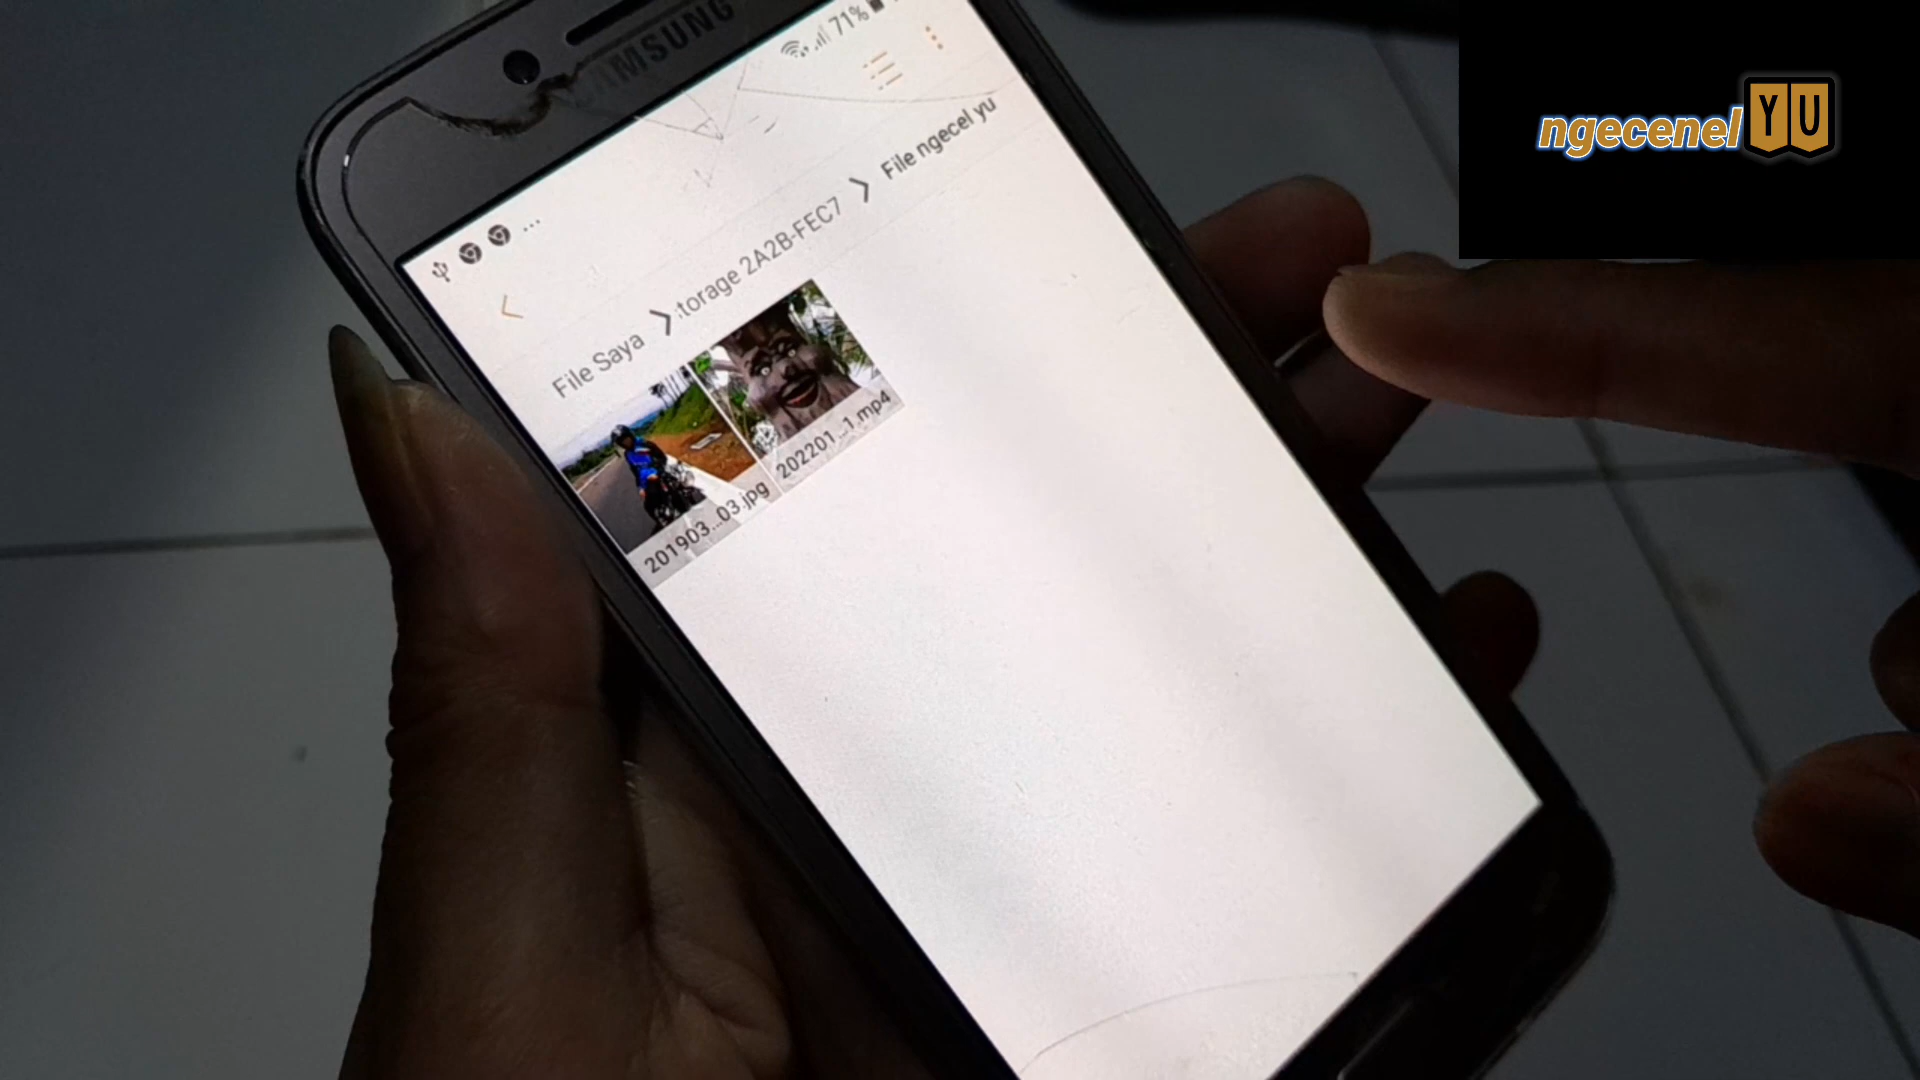 SAMSUNG
71%
File Saya > torage 2A2B-FEC7 > File ngecel yu
201903...03.jpg
202201...1.mp4
ngecenel YU